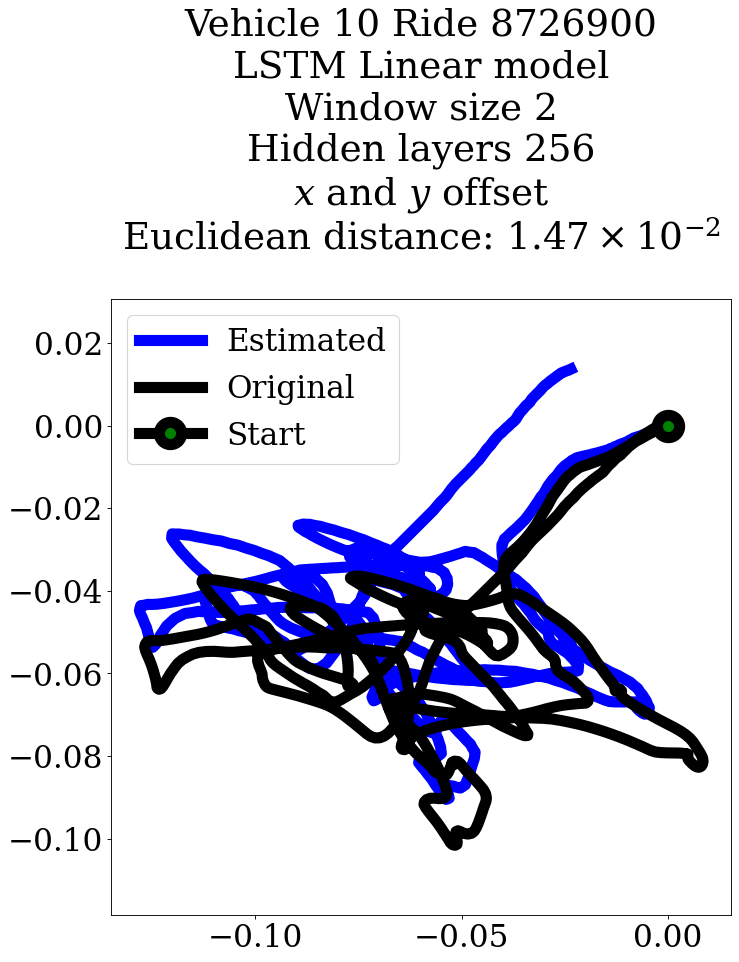 Vehicle 10 Ride 8726900
LSTM Linear model
Window size 2
Hidden layers 256
x and y offset
Euclidean distance: 1.47 × 10⁻²
Estimated
Original
Start
0.02
0.00
−0.02
−0.04
−0.06
−0.08
−0.10
−0.10 −0.05 0.00